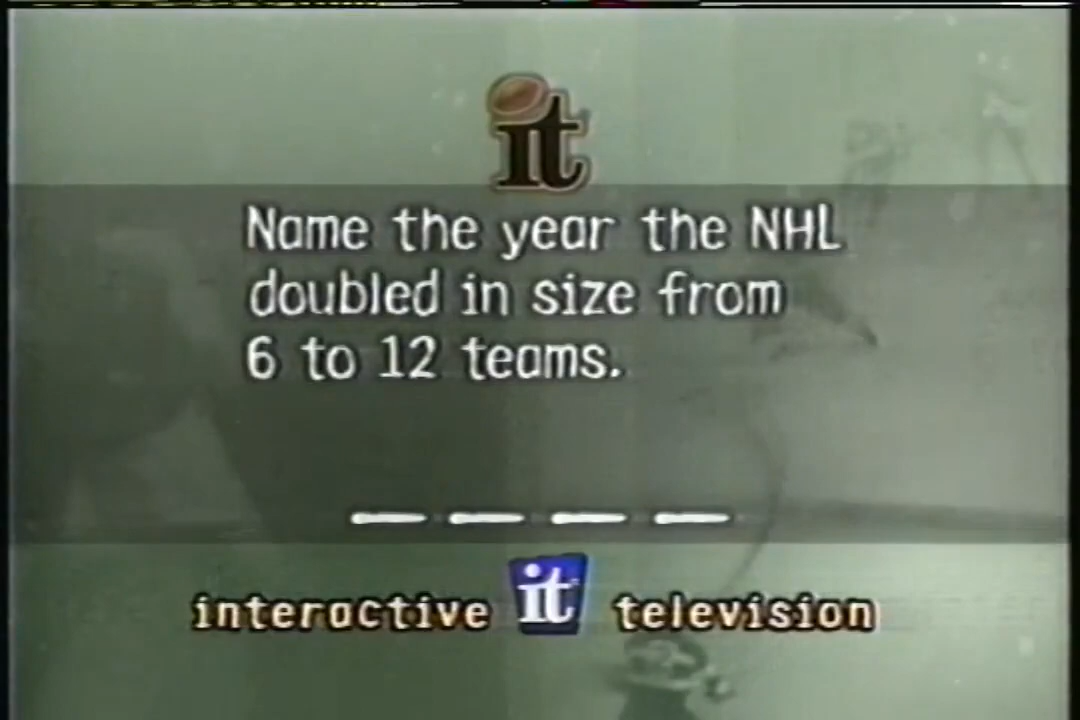 it
Name the year the NHL
doubled in size from
6 to 12 teams.
interactive it television